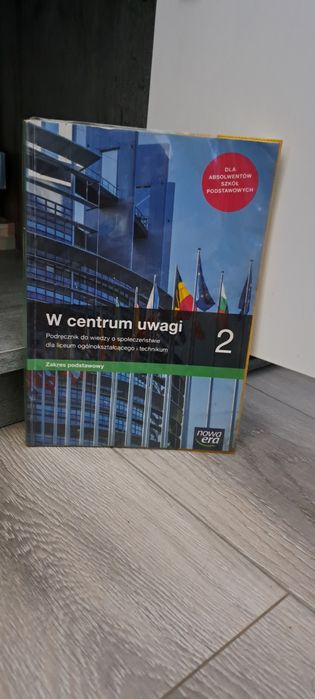 DLA
ABSOLWENTÓW
SZKÓŁ
PODSTAWOWYCH
W centrum uwagi
Podręcznik do wiedzy o społeczeństwie
dla liceum ogólnokształcącego i technikum
2
Zakres podstawowy
nowa
era